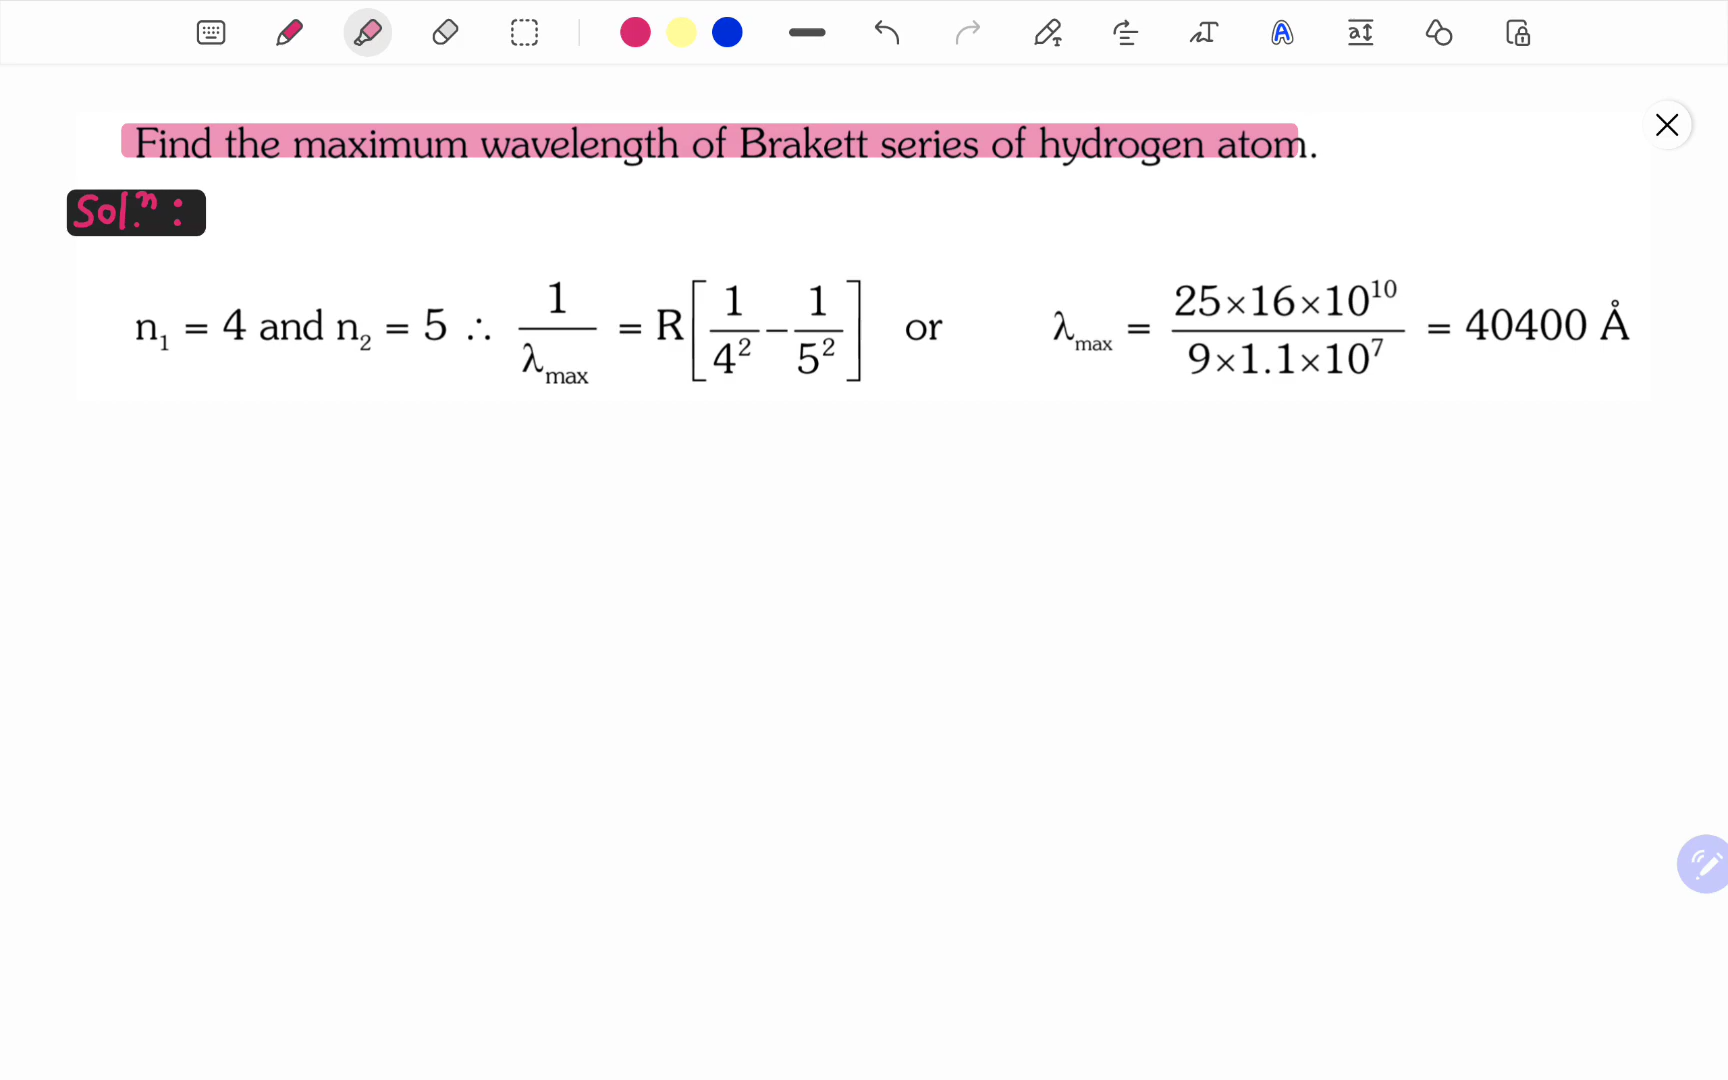 Find the maximum wavelength of Brakett series of hydrogen atom.
Sol.ⁿ :
n₁ = 4 and n₂ = 5 ∴ 1/λmax = R[1/4² − 1/5²] or λmax = 25×16×10¹⁰/9×1.1×10⁷ = 40400 Å